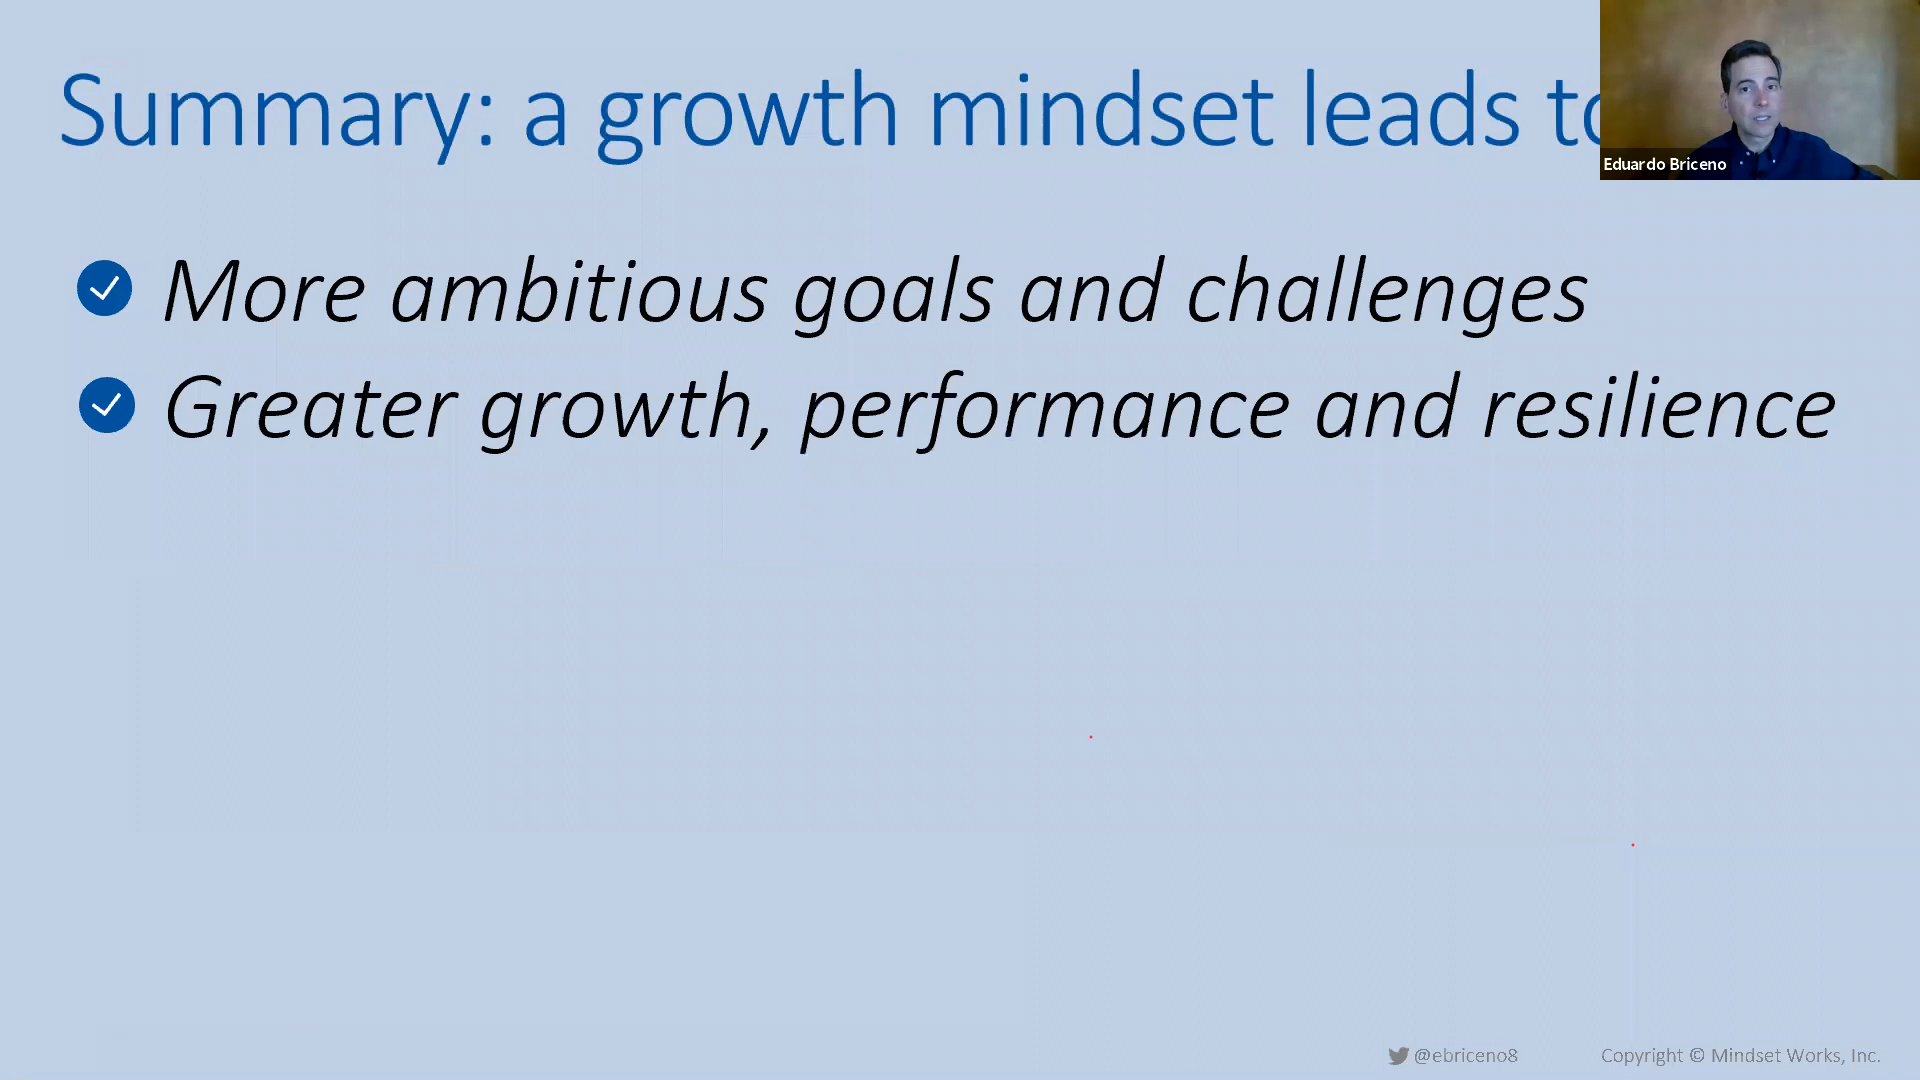 Summary: a growth mindset leads to
Eduardo Briceno
More ambitious goals and challenges
Greater growth, performance and resilience
@ebriceno8
Copyright © Mindset Works, Inc.